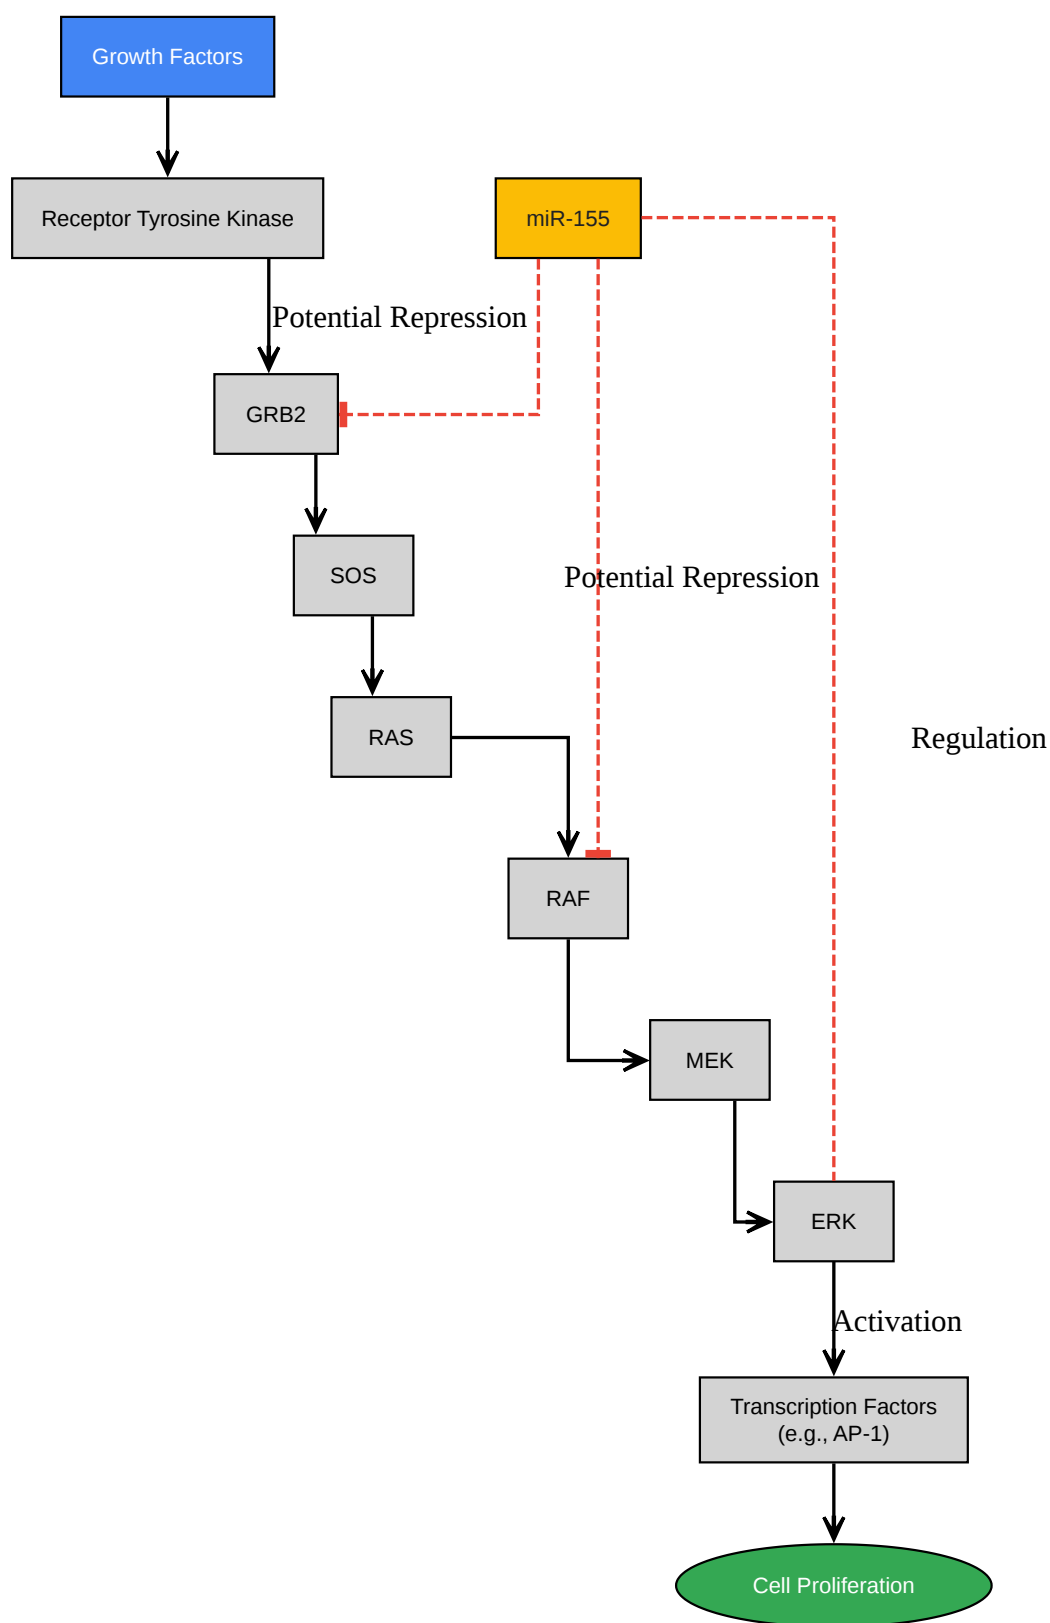 Growth Factors
Receptor Tyrosine Kinase
miR-155
Potential Repression
GRB2
SOS
Potential Repression
RAS
Regulation
RAF
MEK
ERK
Activation
Transcription Factors
(e.g., AP-1)
Cell Proliferation